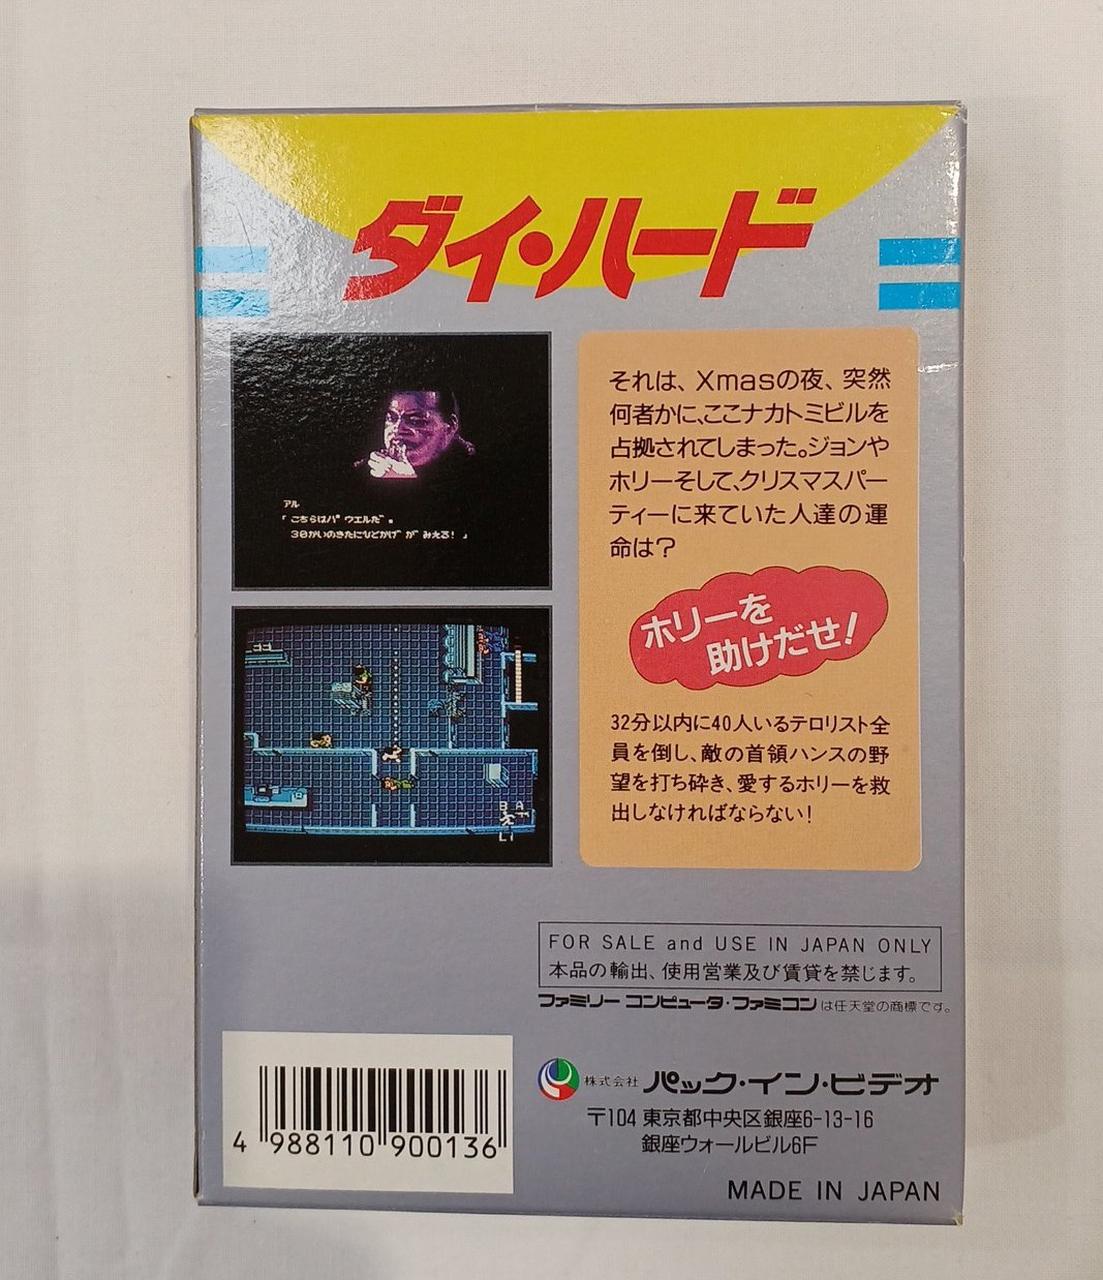 ダイ・ハード
アル
「こちらはパウエルだ。
30かいのきたにひとかげが みえる!」
それは、Xmasの夜、突然
何者かに、ここナカトミビルを
占拠されてしまった。ジョンや
ホリーそして、クリスマスパー
ティーに来ていた人達の運
命は?
ホリーを
助けだせ!
32分以内に40人いるテロリスト全
員を倒し、敵の首領ハンスの野
望を打ち砕き、愛するホリーを救
出しなければならない!
B A
FOR SALE and USE IN JAPAN ONLY
本品の輸出、使用営業及び賃貸を禁じます。
ファミリー コンピュータ・ファミコンは任天堂の商標です。
株式会社 パック・イン・ビデオ
〒104 東京都中央区銀座6-13-16
銀座ウォールビル6F
4 988110 900136
MADE IN JAPAN